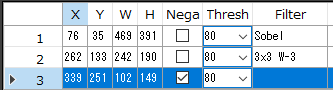 X Y W H Nega Thresh Filter
1 76 35 469 391 80 Sobel
2 262 133 242 190 80 3x3 W-3
3 339 251 102 149 80